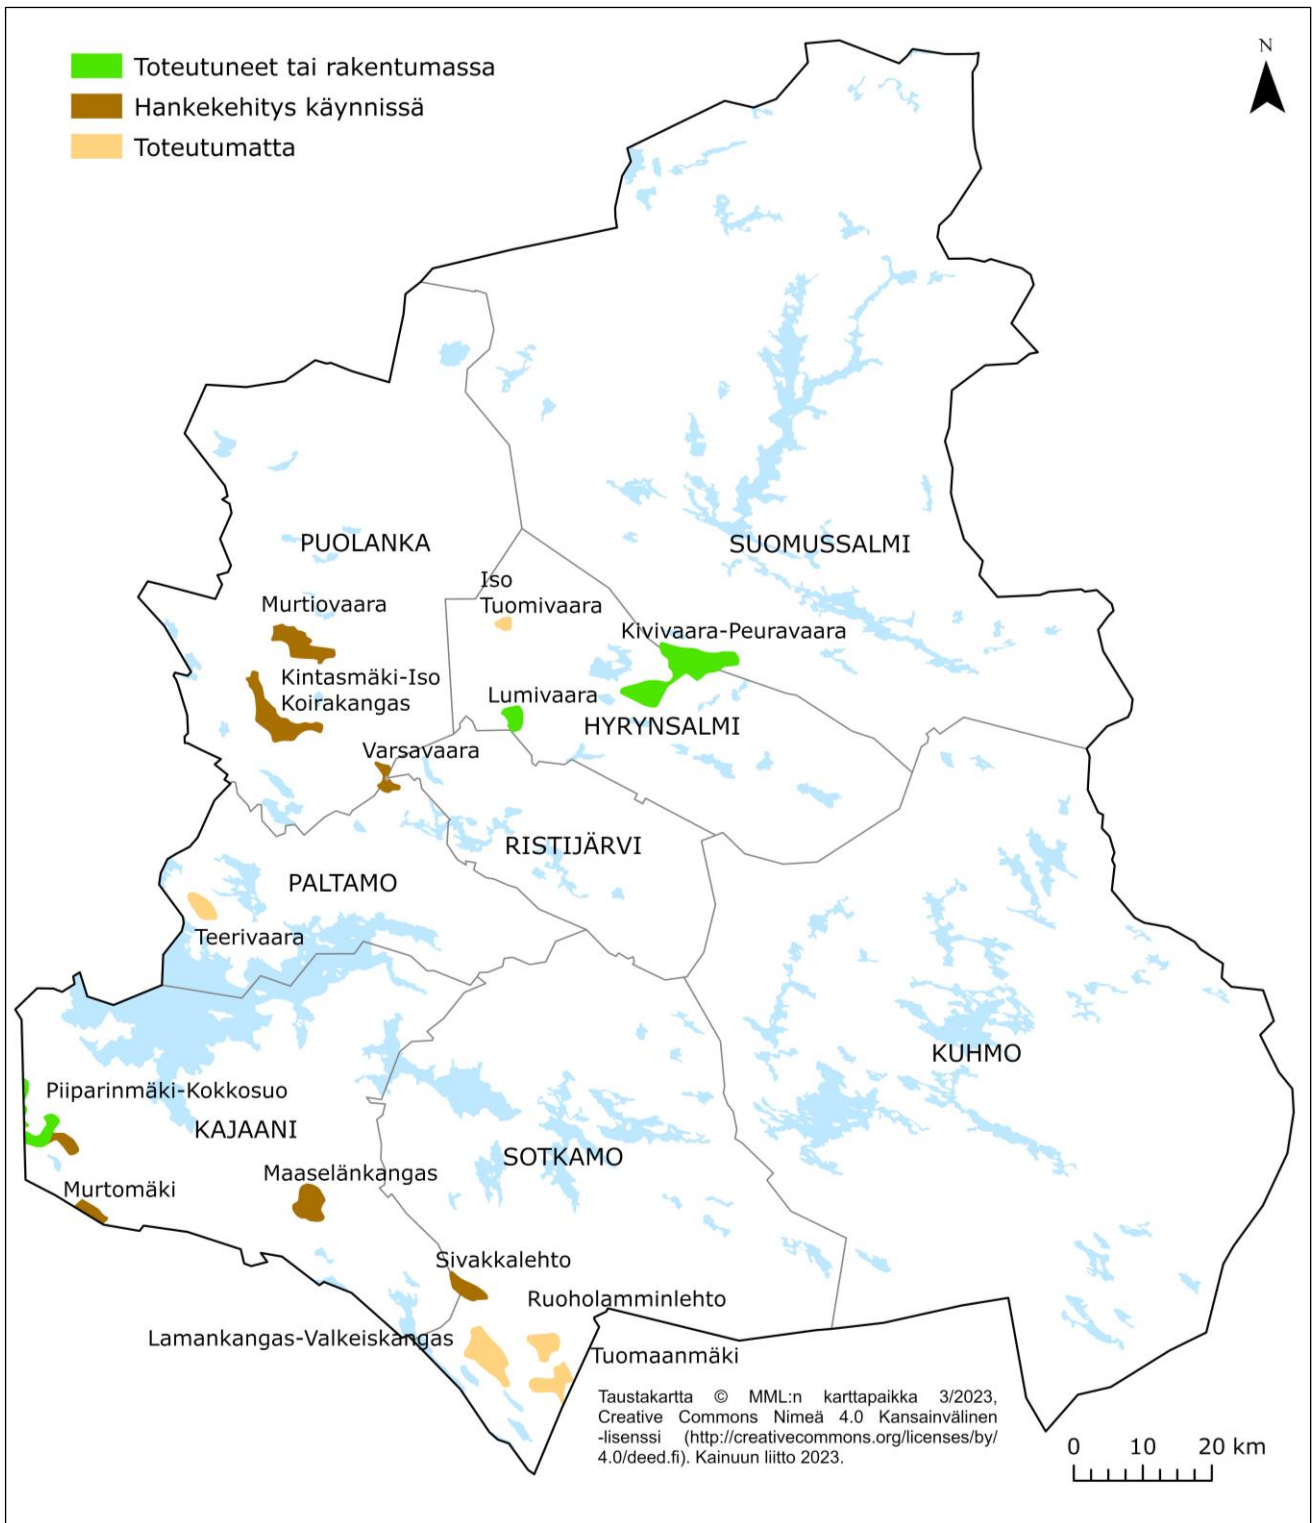 N
Toteutuneet tai rakentumassa
Hankekehitys käynnissä
Toteutumatta
PUOLANKA
SUOMUSSALMI
Iso
Tuomivaara
Murtiovaara
Kivivaara-Peuravaara
Kintasmäki-Iso
Koirakangas
Lumivaara
HYRYNSALMI
Varsavaara
RISTIJÄRVI
PALTAMO
Teerivaara
KUHMO
Piiparinmäki-Kokkosuo
KAJAANI
SOTKAMO
Maaselänkangas
Murtomäki
Sivakkalehto
Ruoholamminlehto
Lamankangas-Valkeiskangas
Tuomaanmäki
Taustakartta © MML:n karttapaikka 3/2023,
Creative Commons Nimeä 4.0 Kansainvälinen
-lisenssi (http://creativecommons.org/licenses/by/
4.0/deed.fi). Kainuun liitto 2023.
0 10 20 km